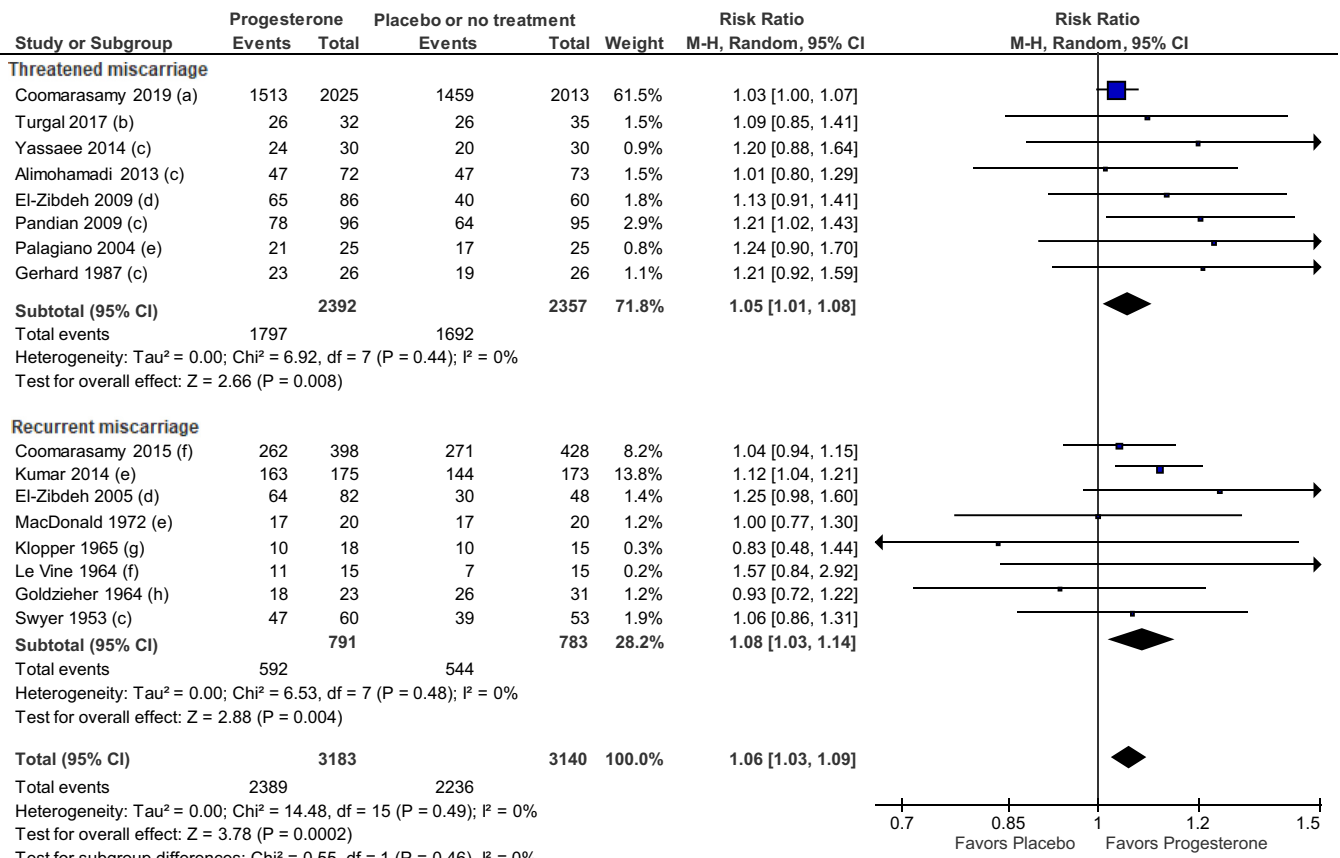 Progesterone Placebo or no treatment Risk Ratio Risk Ratio
Study or Subgroup Events Total Events Total Weight M-H, Random, 95% CI M-H, Random, 95% CI
Threatened miscarriage
Coomarasamy 2019 (a) 1513 2025 1459 2013 61.5% 1.03 [1.00, 1.07]
Turgal 2017 (b) 26 32 26 35 1.5% 1.09 [0.85, 1.41]
Yassaee 2014 (c) 24 30 20 30 0.9% 1.20 [0.88, 1.64]
Alimohamadi 2013 (c) 47 72 47 73 1.5% 1.01 [0.80, 1.29]
El-Zibdeh 2009 (d) 65 86 40 60 1.8% 1.13 [0.91, 1.41]
Pandian 2009 (c) 78 96 64 95 2.9% 1.21 [1.02, 1.43]
Palagiano 2004 (e) 21 25 17 25 0.8% 1.24 [0.90, 1.70]
Gerhard 1987 (c) 23 26 19 26 1.1% 1.21 [0.92, 1.59]
Subtotal (95% CI) 2392 2357 71.8% 1.05 [1.01, 1.08]
Total events 1797 1692
Heterogeneity: Tau² = 0.00; Chi² = 6.92, df = 7 (P = 0.44); I² = 0%
Test for overall effect: Z = 2.66 (P = 0.008)
Recurrent miscarriage
Coomarasamy 2015 (f) 262 398 271 428 8.2% 1.04 [0.94, 1.15]
Kumar 2014 (e) 163 175 144 173 13.8% 1.12 [1.04, 1.21]
El-Zibdeh 2005 (d) 64 82 30 48 1.4% 1.25 [0.98, 1.60]
MacDonald 1972 (e) 17 20 17 20 1.2% 1.00 [0.77, 1.30]
Klopper 1965 (g) 10 18 10 15 0.3% 0.83 [0.48, 1.44]
Le Vine 1964 (f) 11 15 7 15 0.2% 1.57 [0.84, 2.92]
Goldzieher 1964 (h) 18 23 26 31 1.2% 0.93 [0.72, 1.22]
Swyer 1953 (c) 47 60 39 53 1.9% 1.06 [0.86, 1.31]
Subtotal (95% CI) 791 783 28.2% 1.08 [1.03, 1.14]
Total events 592 544
Heterogeneity: Tau² = 0.00; Chi² = 6.53, df = 7 (P = 0.48); I² = 0%
Test for overall effect: Z = 2.88 (P = 0.004)
Total (95% CI) 3183 3140 100.0% 1.06 [1.03, 1.09]
Total events 2389 2236
Heterogeneity: Tau² = 0.00; Chi² = 14.48, df = 15 (P = 0.49); I² = 0%
Test for overall effect: Z = 3.78 (P = 0.0002)
Test for subgroup differences: Chi² = 0.55, df = 1 (P = 0.46), I² = 0%
0.7 0.85 1 1.2 1.5
Favors Placebo Favors Progesterone